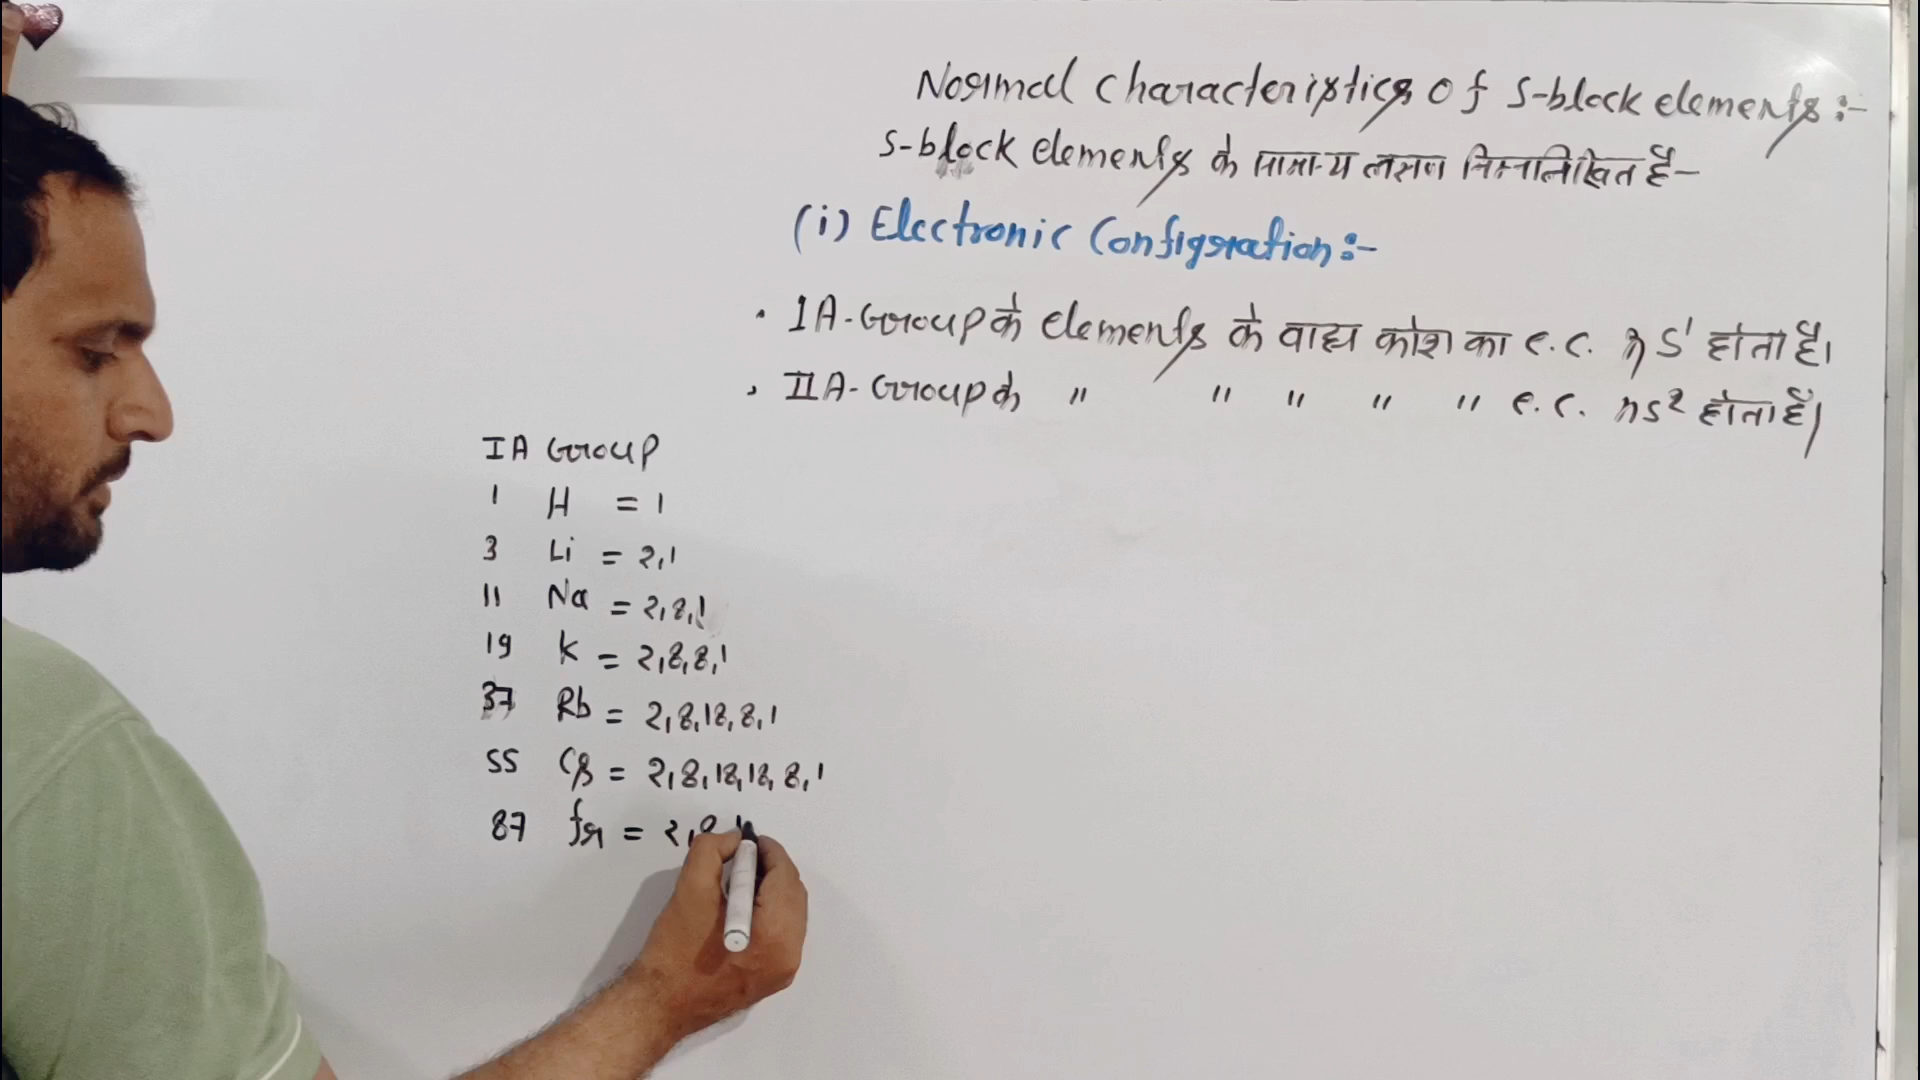 Normal Characteristics Of S-block elements :-
S-block elements के सामान्य लक्षण निम्नलिखित हैं-
(i) Electronic Configration :-
• IA-Group के elements के वाह्य कोश का e.c. ns¹ होता है।
• IIA-Group के " " " " " e.c. ns² होता है।
IA Group
1 H = 1
3 Li = 2,1
11 Na = 2,8,1
19 K = 2,8,8,1
37 Rb = 2,8,18,8,1
55 Cs = 2,8,18,18,8,1
87 fr = 2,8,1